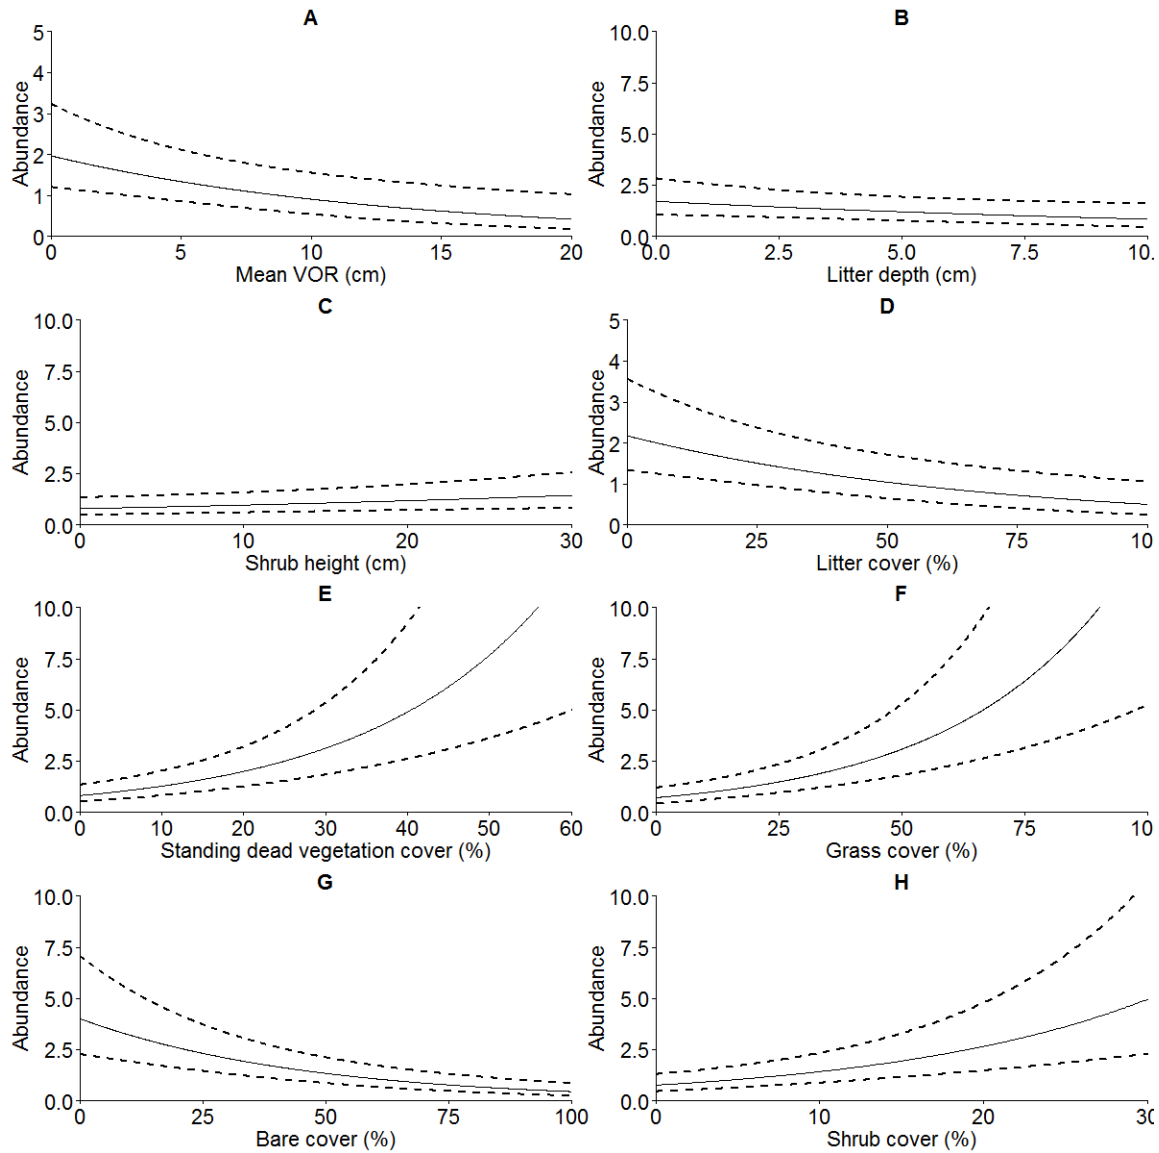 A
5
4
3
2
1
0
Abundance
0 5 10 15 20
Mean VOR (cm)
B
10.0
7.5
5.0
2.5
0.0
Abundance
0.0 2.5 5.0 7.5 10.
Litter depth (cm)
C
10.0
7.5
5.0
2.5
0.0
Abundance
0 10 20 30
Shrub height (cm)
D
5
4
3
2
1
0
Abundance
0 25 50 75 10
Litter cover (%)
E
10.0
7.5
5.0
2.5
0.0
Abundance
0 10 20 30 40 50 60
Standing dead vegetation cover (%)
F
10.0
7.5
5.0
2.5
0.0
Abundance
0 25 50 75 10
Grass cover (%)
G
10.0
7.5
5.0
2.5
0.0
Abundance
0 25 50 75 100
Bare cover (%)
H
10.0
7.5
5.0
2.5
0.0
Abundance
0 10 20 30
Shrub cover (%)